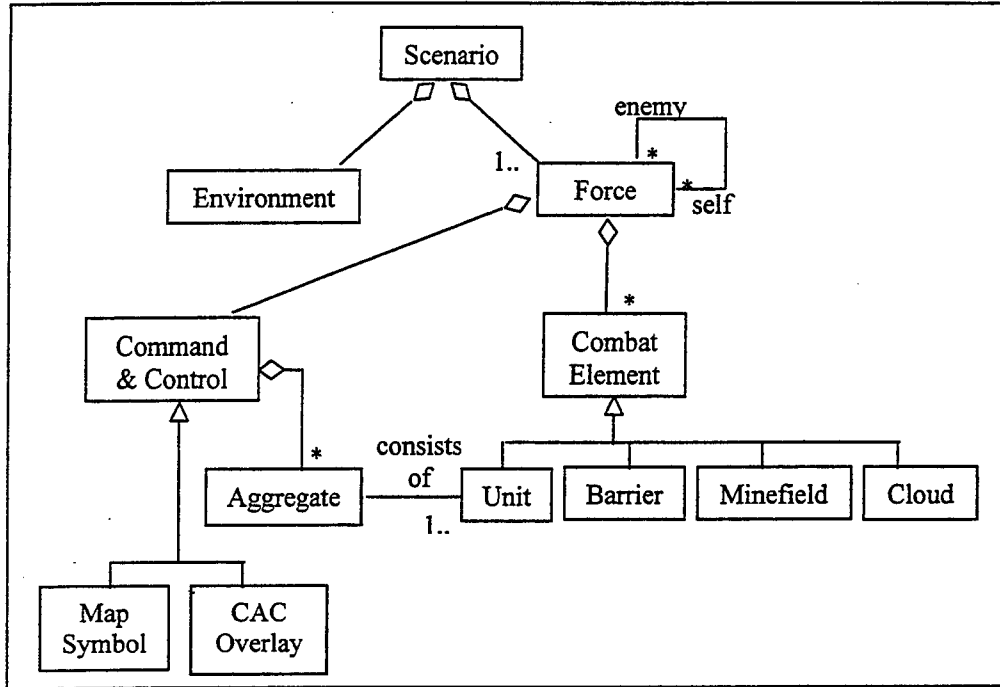 Scenario
enemy
1..
*
Environment
Force
*
self
*
Command
& Control
Combat
Element
*
consists
of
Aggregate
Unit
Barrier
Minefield
Cloud
1..
Map
Symbol
CAC
Overlay